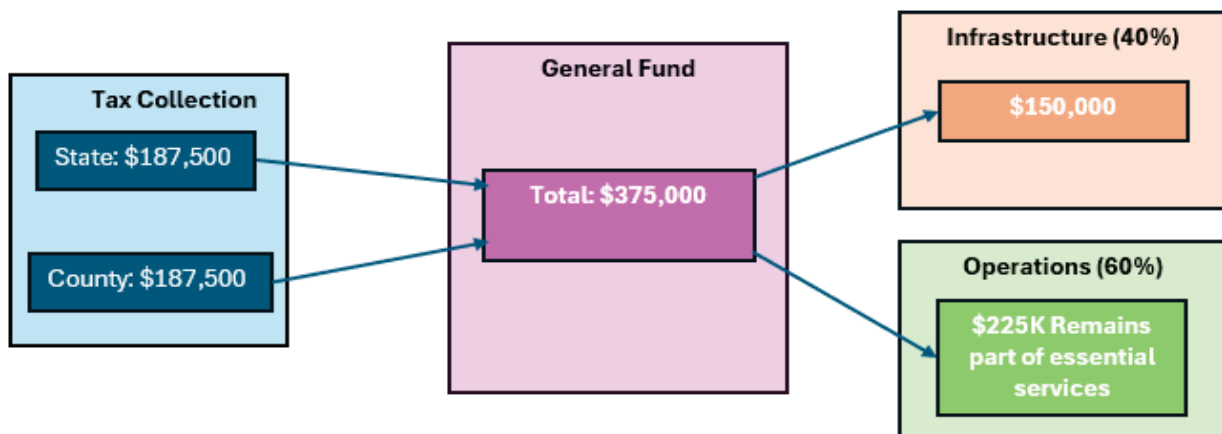 Tax Collection
State: $187,500
County: $187,500
General Fund
Total: $375,000
Infrastructure (40%)
$150,000
Operations (60%)
$225K Remains
part of essential
services